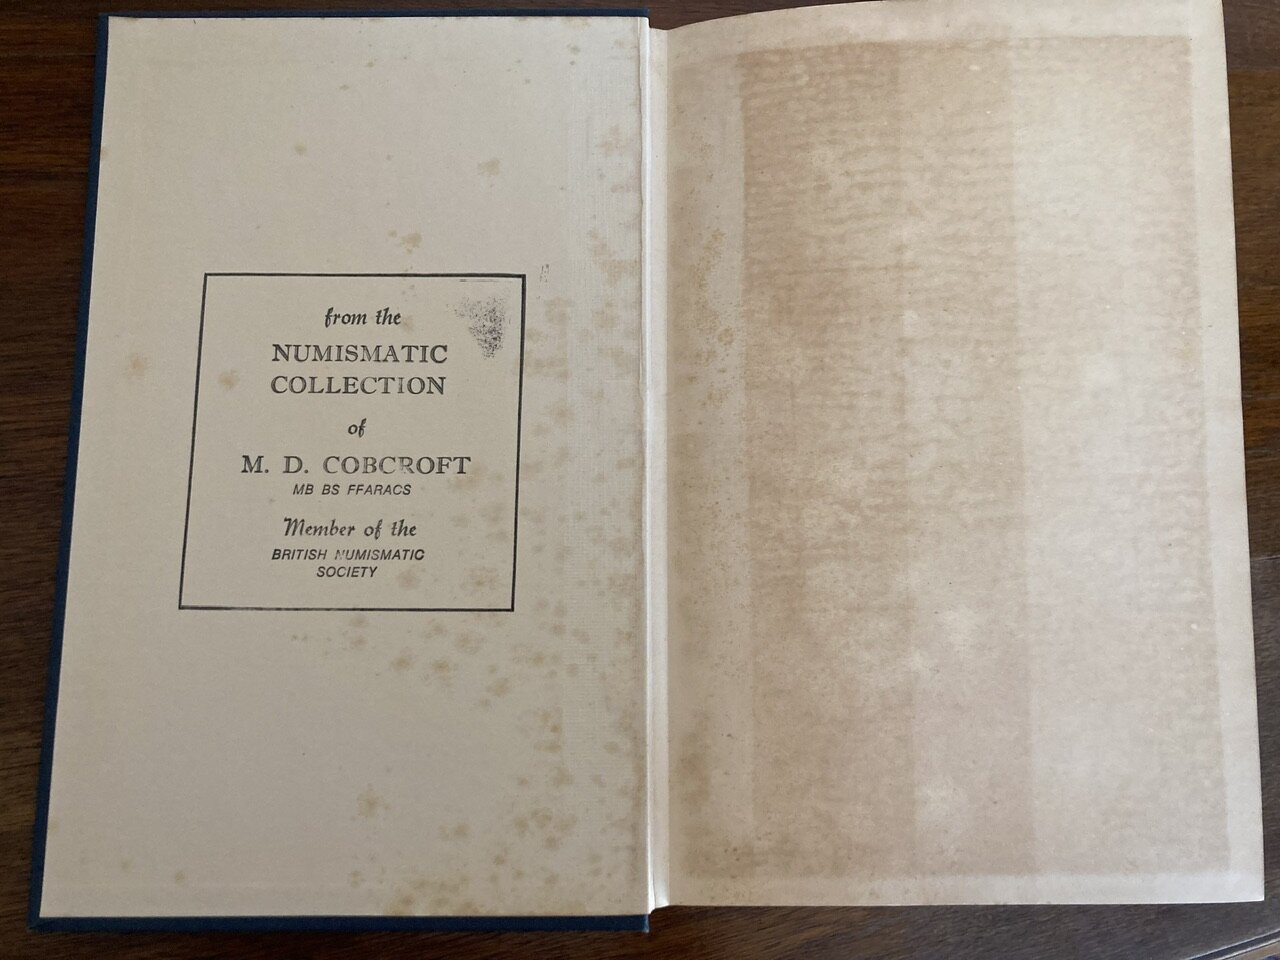 from the
NUMISMATIC
COLLECTION
of
M. D. COBCROFT
MB BS FFARACS
Member of the
BRITISH NUMISMATIC
SOCIETY